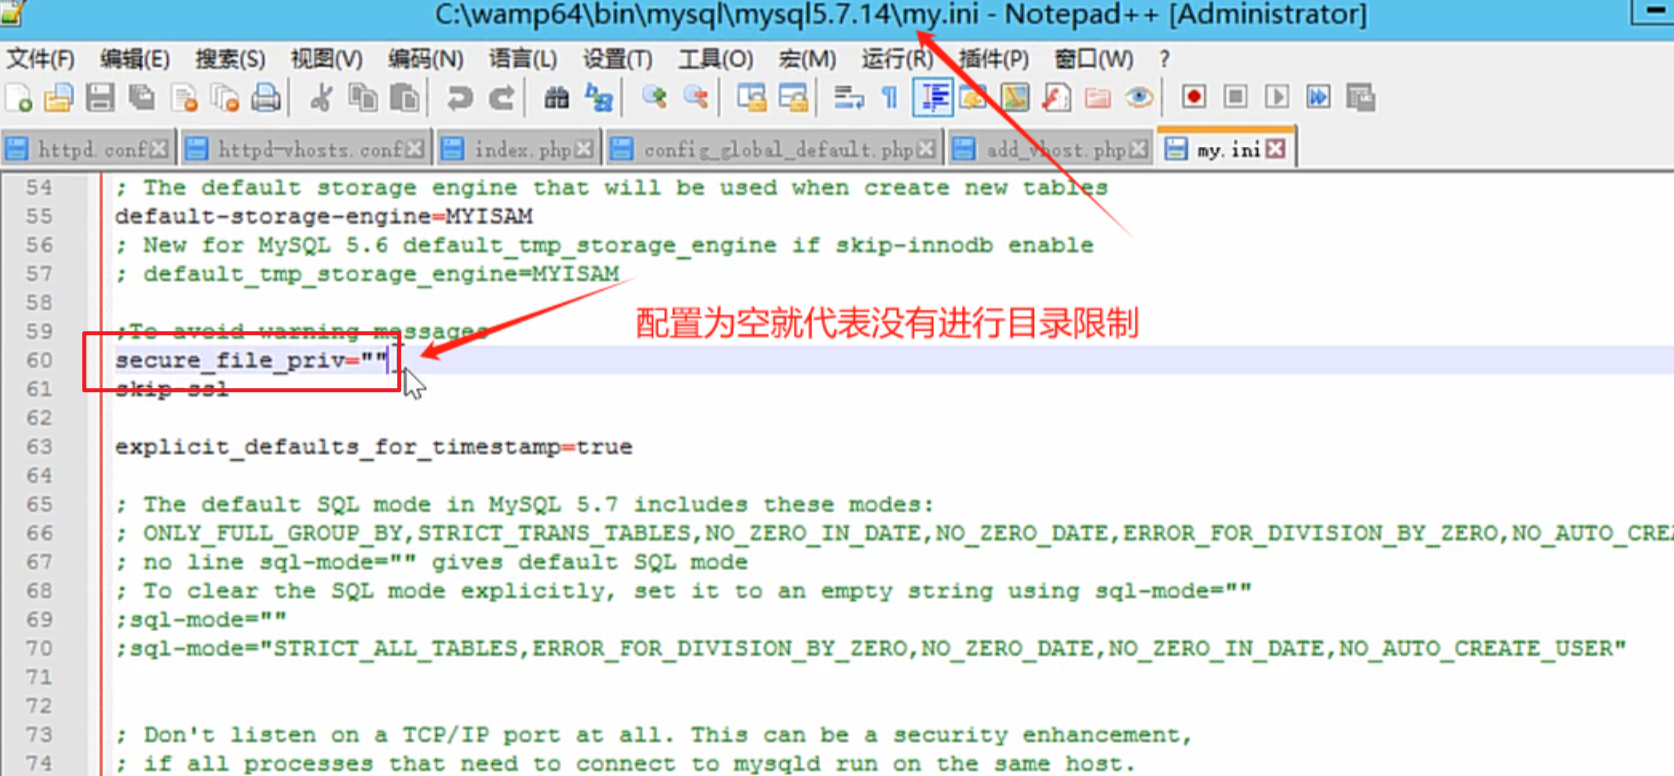 C:\wamp64\bin\mysql\mysql5.7.14\my.ini - Notepad++ [Administrator]
文件(F) 编辑(E) 搜索(S) 视图(V) 编码(N) 语言(L) 设置(T) 工具(O) 宏(M) 运行(R) 插件(P) 窗口(W) ?
httpd.conf httpd-vhosts.conf index.php config_global_default.php add_vhost.php my.ini
54 ; The default storage engine that will be used when create new tables
55 default-storage-engine=MYISAM
56 ; New for MySQL 5.6 default_tmp_storage_engine if skip-innodb enable
57 ; default_tmp_storage_engine=MYISAM
58
配置为空就代表没有进行目录限制
59 ;To avoid warning messages
60 secure_file_priv=""
61 skip-ssl
62
63 explicit_defaults_for_timestamp=true
64
65 ; The default SQL mode in MySQL 5.7 includes these modes:
66 ; ONLY_FULL_GROUP_BY,STRICT_TRANS_TABLES,NO_ZERO_IN_DATE,NO_ZERO_DATE,ERROR_FOR_DIVISION_BY_ZERO,NO_AUTO_CREA
67 ; no line sql-mode="" gives default SQL mode
68 ; To clear the SQL mode explicitly, set it to an empty string using sql-mode=""
69 ;sql-mode=""
70 ;sql-mode="STRICT_ALL_TABLES,ERROR_FOR_DIVISION_BY_ZERO,NO_ZERO_DATE,NO_ZERO_IN_DATE,NO_AUTO_CREATE_USER"
71
72
73 ; Don't listen on a TCP/IP port at all. This can be a security enhancement,
74 ; if all processes that need to connect to mysqld run on the same host.